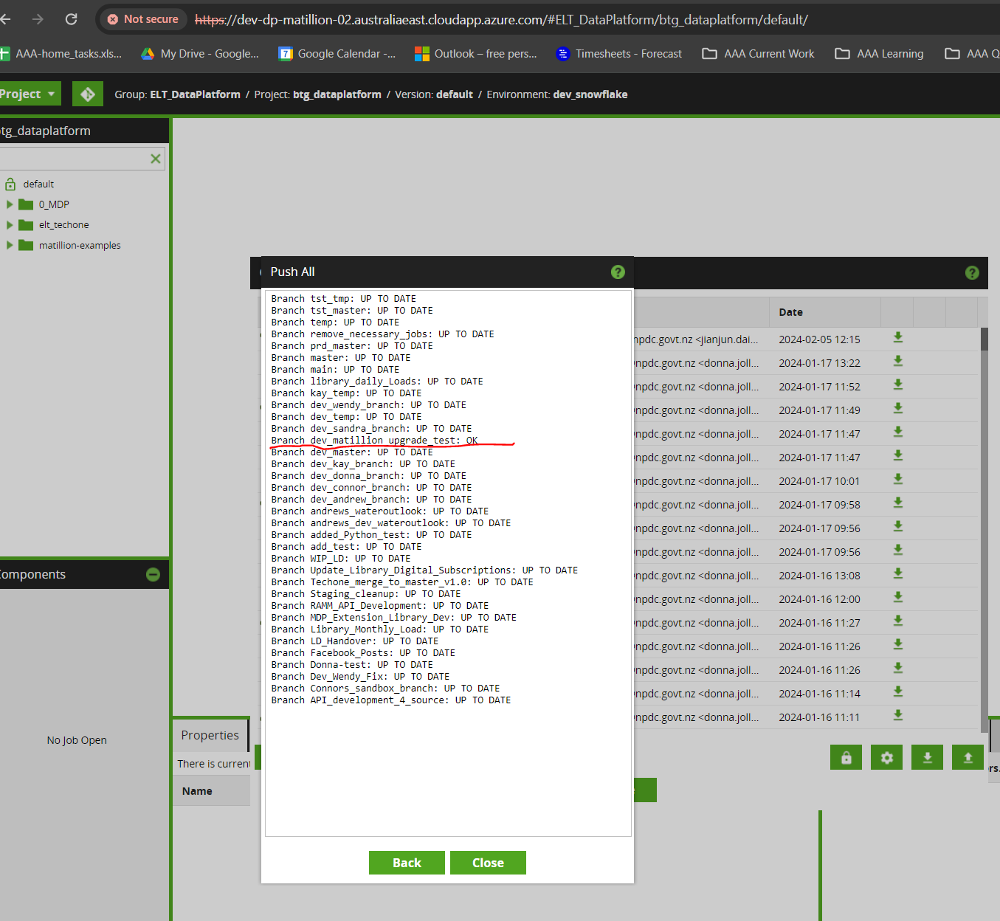 Not secure https://dev-dp-matillion-02.australiaeast.cloudapp.azure.com/#ELT_DataPlatform/btg_dataplatform/default/
AAA-home_tasks.xls... My Drive - Google... 7 Google Calendar -... Outlook – free pers... Timesheets - Forecast AAA Current Work AAA Learning AAA Q
Project Group: ELT_DataPlatform / Project: btg_dataplatform / Version: default / Environment: dev_snowflake
btg_dataplatform
default
0_MDP
elt_techone
matillion-examples
Push All
Branch tst_tmp: UP TO DATE
Branch tst_master: UP TO DATE
Branch temp: UP TO DATE
Branch remove_necessary_jobs: UP TO DATE
Branch prd_master: UP TO DATE
Branch master: UP TO DATE
Branch main: UP TO DATE
Branch library_daily_Loads: UP TO DATE
Branch kay_temp: UP TO DATE
Branch dev_wendy_branch: UP TO DATE
Branch dev_temp: UP TO DATE
Branch dev_sandra_branch: UP TO DATE
Branch dev_matillion_upgrade_test: OK
Branch dev_master: UP TO DATE
Branch dev_kay_branch: UP TO DATE
Branch dev_donna_branch: UP TO DATE
Branch dev_connor_branch: UP TO DATE
Branch dev_andrew_branch: UP TO DATE
Branch andrews_wateroutlook: UP TO DATE
Branch andrews_dev_wateroutlook: UP TO DATE
Branch added_Python_test: UP TO DATE
Branch add_test: UP TO DATE
Branch WIP_LD: UP TO DATE
Branch Update_Library_Digital_Subscriptions: UP TO DATE
Branch Techone_merge_to_master_v1.0: UP TO DATE
Branch Staging_cleanup: UP TO DATE
Branch RAMM_API_Development: UP TO DATE
Branch MDP_Extension_Library_Dev: UP TO DATE
Branch Library_Monthly_Load: UP TO DATE
Branch LD_Handover: UP TO DATE
Branch Facebook_Posts: UP TO DATE
Branch Donna-test: UP TO DATE
Branch Dev_Wendy_Fix: UP TO DATE
Branch Connors_sandbox_branch: UP TO DATE
Branch API_development_4_source: UP TO DATE
Back Close
Date
npdc.govt.nz <jianjun.dai... 2024-02-05 12:15
npdc.govt.nz <donna.joll... 2024-01-17 13:22
npdc.govt.nz <donna.joll... 2024-01-17 11:52
npdc.govt.nz <donna.joll... 2024-01-17 11:49
npdc.govt.nz <donna.joll... 2024-01-17 11:47
npdc.govt.nz <donna.joll... 2024-01-17 11:47
npdc.govt.nz <donna.joll... 2024-01-17 10:01
npdc.govt.nz <donna.joll... 2024-01-17 09:58
npdc.govt.nz <donna.joll... 2024-01-17 09:56
npdc.govt.nz <donna.joll... 2024-01-17 09:56
npdc.govt.nz <donna.joll... 2024-01-16 13:08
npdc.govt.nz <donna.joll... 2024-01-16 12:00
npdc.govt.nz <donna.joll... 2024-01-16 11:27
npdc.govt.nz <donna.joll... 2024-01-16 11:26
npdc.govt.nz <donna.joll... 2024-01-16 11:26
npdc.govt.nz <donna.joll... 2024-01-16 11:14
npdc.govt.nz <donna.joll... 2024-01-16 11:11
Components
No Job Open
Properties
There is current
Name
rs.